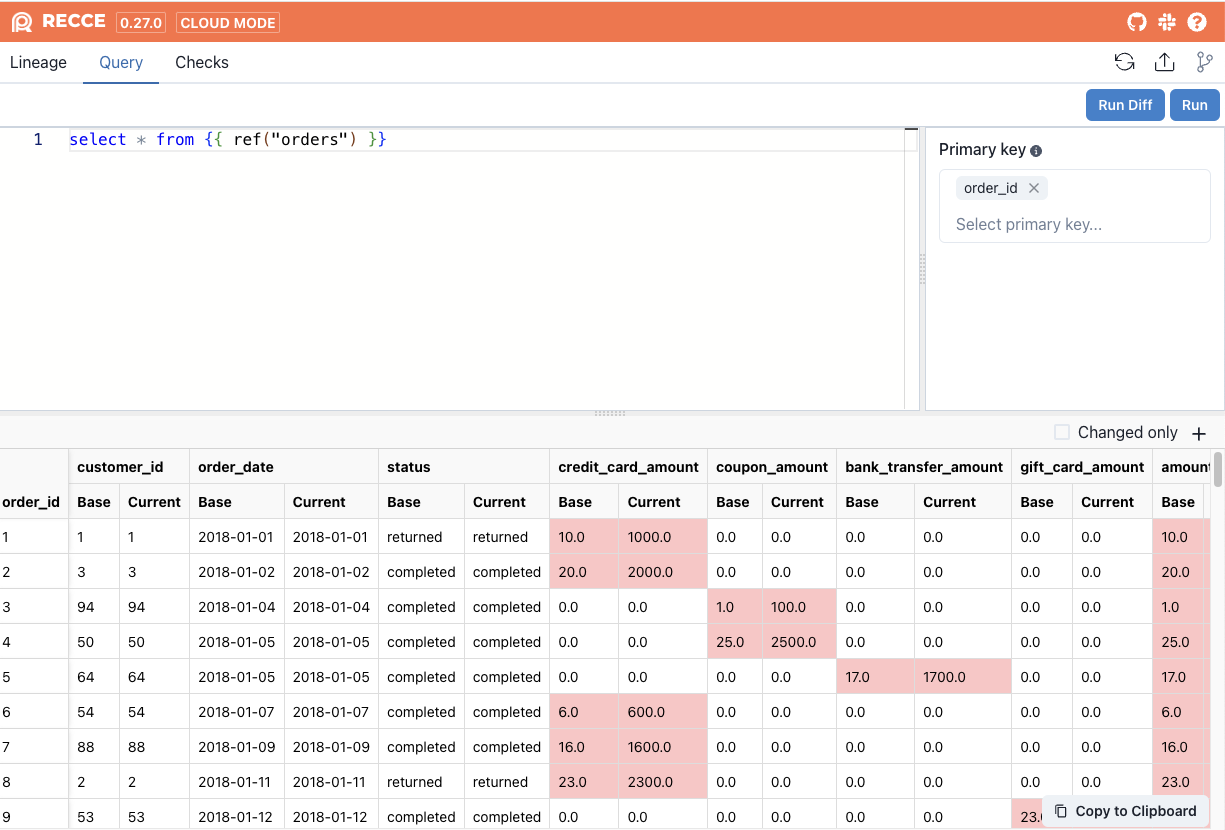 RECCE 0.27.0 CLOUD MODE
Lineage Query Checks
Run Diff Run
1 select * from {{ ref("orders") }}
Primary key
order_id
Select primary key...
Changed only
customer_id order_date status credit_card_amount coupon_amount bank_transfer_amount gift_card_amount amount
order_id Base Current Base Current Base Current Base Current Base Current Base Current Base Current Base
1 1 1 2018-01-01 2018-01-01 returned returned 10.0 1000.0 0.0 0.0 0.0 0.0 0.0 0.0 10.0
2 3 3 2018-01-02 2018-01-02 completed completed 20.0 2000.0 0.0 0.0 0.0 0.0 0.0 0.0 20.0
3 94 94 2018-01-04 2018-01-04 completed completed 0.0 0.0 1.0 100.0 0.0 0.0 0.0 0.0 1.0
4 50 50 2018-01-05 2018-01-05 completed completed 0.0 0.0 25.0 2500.0 0.0 0.0 0.0 0.0 25.0
5 64 64 2018-01-05 2018-01-05 completed completed 0.0 0.0 0.0 0.0 17.0 1700.0 0.0 0.0 17.0
6 54 54 2018-01-07 2018-01-07 completed completed 6.0 600.0 0.0 0.0 0.0 0.0 0.0 0.0 6.0
7 88 88 2018-01-09 2018-01-09 completed completed 16.0 1600.0 0.0 0.0 0.0 0.0 0.0 0.0 16.0
8 2 2 2018-01-11 2018-01-11 returned returned 23.0 2300.0 0.0 0.0 0.0 0.0 0.0 0.0 23.0
9 53 53 2018-01-12 2018-01-12 completed completed 0.0 0.0 0.0 0.0 0.0 0.0
Copy to Clipboard